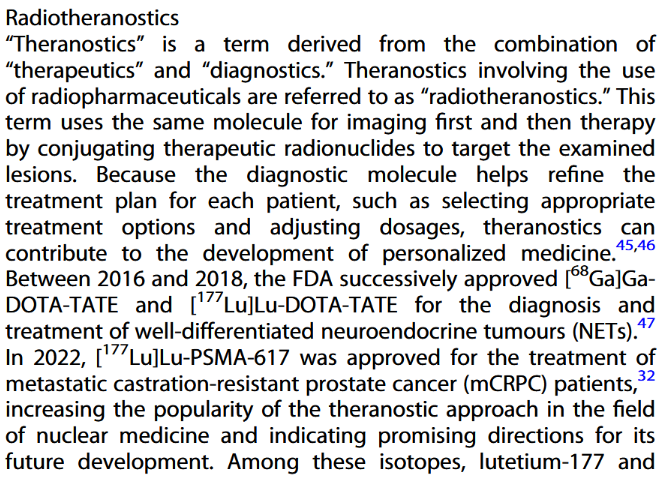 Radiotheranostics
“Theranostics” is a term derived from the combination of
“therapeutics” and “diagnostics.” Theranostics involving the use
of radiopharmaceuticals are referred to as “radiotheranostics.” This
term uses the same molecule for imaging first and then therapy
by conjugating therapeutic radionuclides to target the examined
lesions. Because the diagnostic molecule helps refine the
treatment plan for each patient, such as selecting appropriate
treatment options and adjusting dosages, theranostics can
contribute to the development of personalized medicine.45,46
Between 2016 and 2018, the FDA successively approved [68Ga]Ga-
DOTA-TATE and [177Lu]Lu-DOTA-TATE for the diagnosis and
treatment of well-differentiated neuroendocrine tumours (NETs).47
In 2022, [177Lu]Lu-PSMA-617 was approved for the treatment of
metastatic castration-resistant prostate cancer (mCRPC) patients,32
increasing the popularity of the theranostic approach in the field
of nuclear medicine and indicating promising directions for its
future development. Among these isotopes, lutetium-177 and